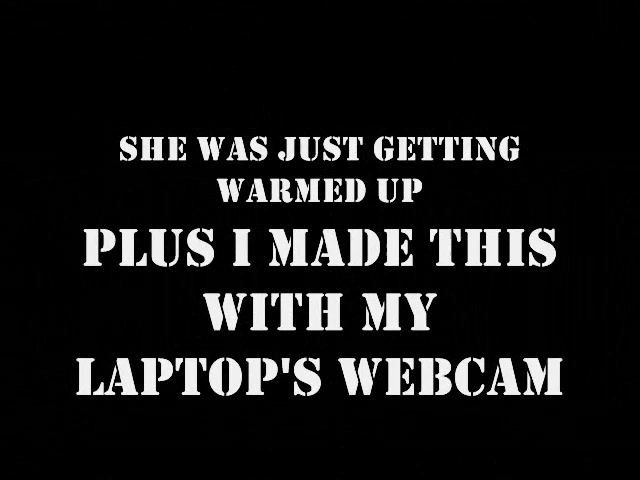 SHE WAS JUST GETTING
WARMED UP
PLUS I MADE THIS
WITH MY
LAPTOP'S WEBCAM